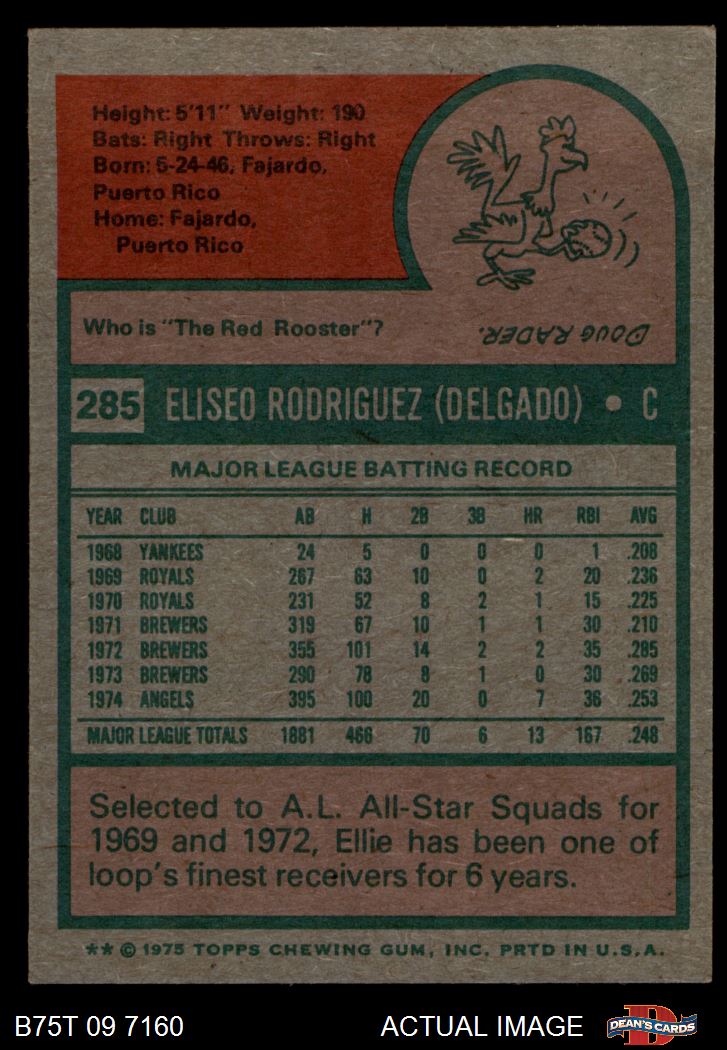 Height: 5'11" Weight: 190
Bats: Right Throws: Right
Born: 5-24-46, Fajardo,
Puerto Rico
Home: Fajardo,
Puerto Rico
Who is "The Red Rooster"?
DOUG RADER.
285 ELISEO RODRIGUEZ (DELGADO) • C
MAJOR LEAGUE BATTING RECORD
YEAR CLUB AB H 2B 3B HR RBI AVG
1968 YANKEES 24 5 0 0 0 1 .208
1969 ROYALS 267 63 10 0 2 20 .236
1970 ROYALS 231 52 8 2 1 15 .225
1971 BREWERS 319 67 10 1 1 30 .210
1972 BREWERS 355 101 14 2 2 35 .285
1973 BREWERS 290 78 8 1 0 30 .269
1974 ANGELS 395 100 20 0 7 36 .253
MAJOR LEAGUE TOTALS 1881 466 70 6 13 167 .248
Selected to A.L. All-Star Squads for
1969 and 1972, Ellie has been one of
loop's finest receivers for 6 years.
** © 1975 TOPPS CHEWING GUM, INC. PRTD IN U.S.A.
B75T 09 7160 ACTUAL IMAGE
D
DEAN'S CARDS